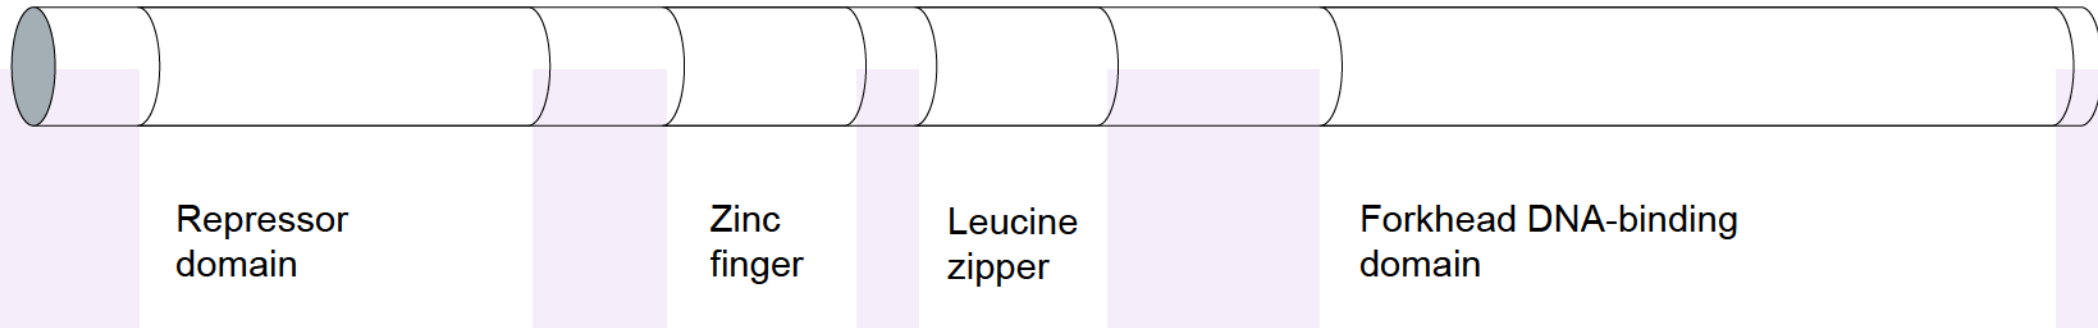 Repressor
domain
Zinc
finger
Leucine
zipper
Forkhead DNA-binding
domain